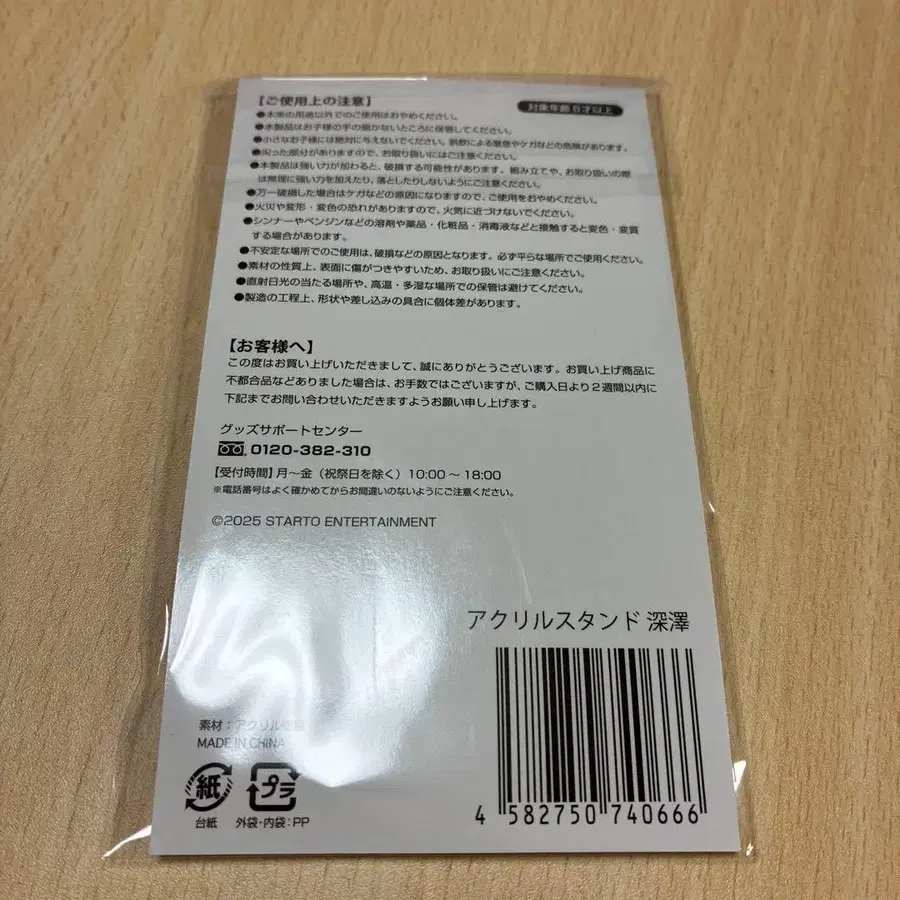 【ご使用上の注意】
対象年齢8才以上
●本来の用途以外でのご使用はおやめください。
●本製品はお子様の手の届かないところに保管してください。
●小さなお子様には絶対に与えないでください。誤飲による窒息やケガなどの危険があります。
●尖った部分がありますので、お取り扱いにはご注意ください。
●本製品は強い力が加わると、破損する可能性があります。組み立てや、お取り扱いの際
は無理に強い力を加えたり、落としたりしないようにご注意ください。
●万一破損した場合はケガなどの原因になりますので、ご使用をおやめください。
●火災や変形・変色の恐れがありますので、火気に近づけないでください。
●シンナーやベンジンなどの溶剤や薬品・化粧品・消毒液などと接触すると変色・変質
する場合があります。
●不安定な場所でのご使用は、破損などの原因となります。必ず平らな場所でご使用ください。
●素材の性質上、表面に傷がつきやすいため、お取り扱いにご注意ください。
●直射日光の当たる場所や、高温・多湿な場所での保管は避けてください。
●製造の工程上、形状や差し込みの具合に個体差があります。
【お客様へ】
この度はお買い上げいただきまして、誠にありがとうございます。お買い上げ商品に
不都合品などありました場合は、お手数ではございますが、ご購入日より2週間以内に
下記までお問い合わせいただきますようお願い申し上げます。
グッズサポートセンター
0120-382-310
【受付時間】月～金（祝祭日を除く）10:00～18:00
※電話番号はよく確かめてからお間違いのないようにご注意ください。
©2025 STARTO ENTERTAINMENT
アクリルスタンド 深澤
素材：アクリル樹脂
MADE IN CHINA
紙
プラ
台紙
外袋・内袋：PP
4 582750 740666